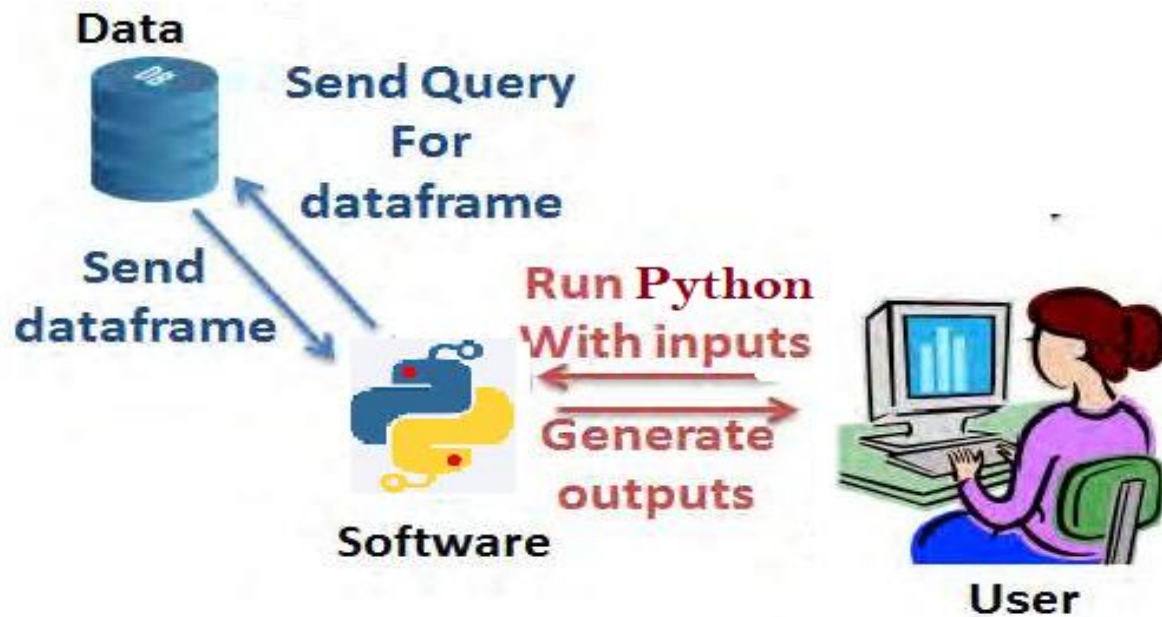 Data
Send Query
For
dataframe
Send
dataframe
Run Python
With inputs
Generate
outputs
Software
User